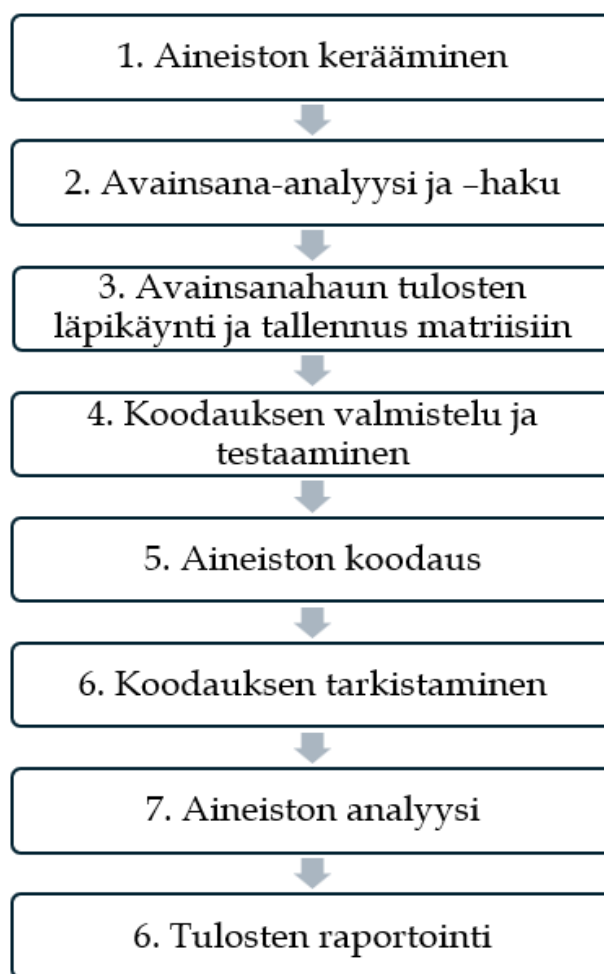 1. Aineiston kerääminen
2. Avainsana-analyysi ja –haku
3. Avainsanahaun tulosten
läpikäynti ja tallennus matriisiin
4. Koodauksen valmistelu ja
testaaminen
5. Aineiston koodaus
6. Koodauksen tarkistaminen
7. Aineiston analyysi
6. Tulosten raportointi